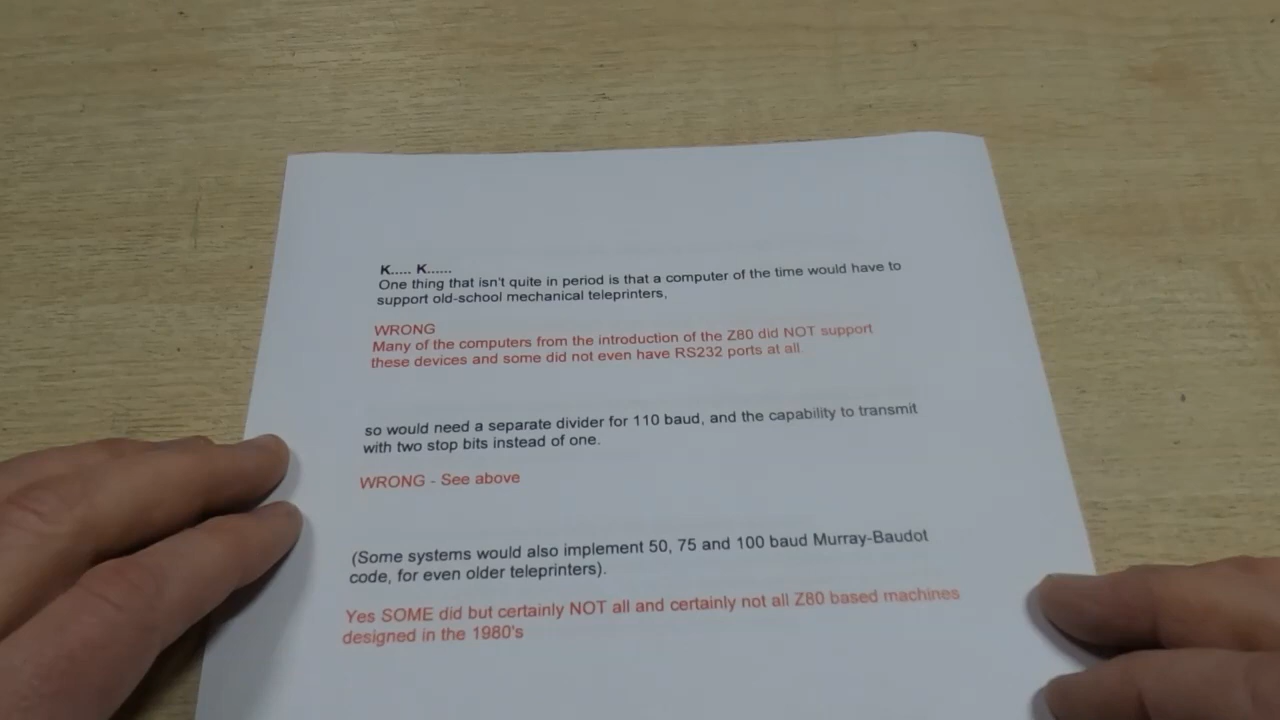 K..... K......
One thing that isn't quite in period is that a computer of the time would have to
support old-school mechanical teleprinters,
WRONG
Many of the computers from the introduction of the Z80 did NOT support
these devices and some did not even have RS232 ports at all.
so would need a separate divider for 110 baud, and the capability to transmit
with two stop bits instead of one.
WRONG - See above
(Some systems would also implement 50, 75 and 100 baud Murray-Baudot
code, for even older teleprinters).
Yes SOME did but certainly NOT all and certainly not all Z80 based machines
designed in the 1980's